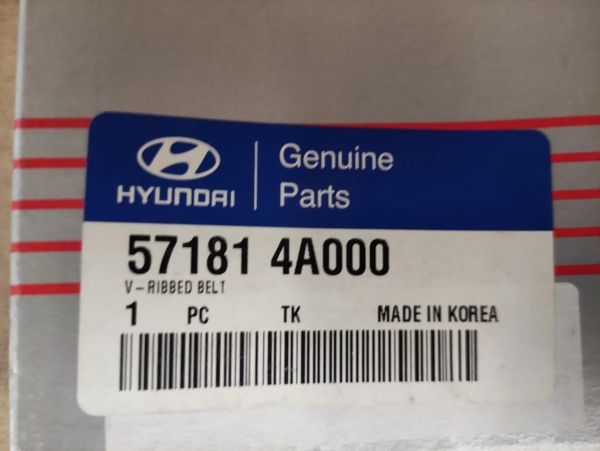 Genuine
HYUNDAI Parts
57181 4A000
V-RIBBED BELT
1 PC TK MADE IN KOREA